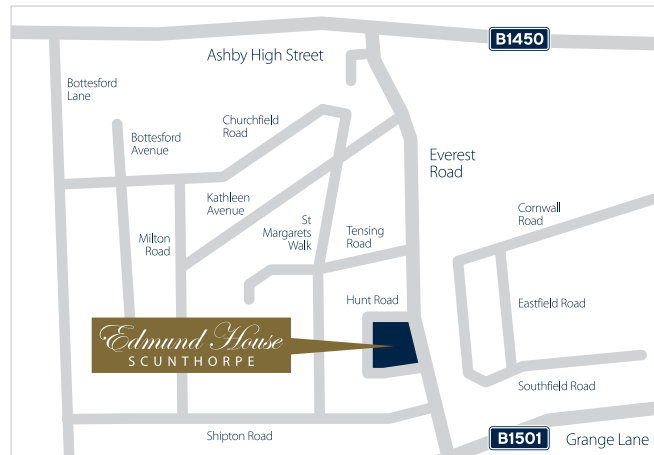 B1450
Ashby High Street
Bottesford
Lane
Churchfield
Road
Bottesford
Avenue
Everest
Road
Kathleen
Avenue
Cornwall
Road
St
Margarets
Walk
Tensing
Road
Milton
Road
Hunt Road
Eastfield Road
Edmund House
SCUNTHORPE
Southfield Road
Shipton Road
B1501
Grange Lane